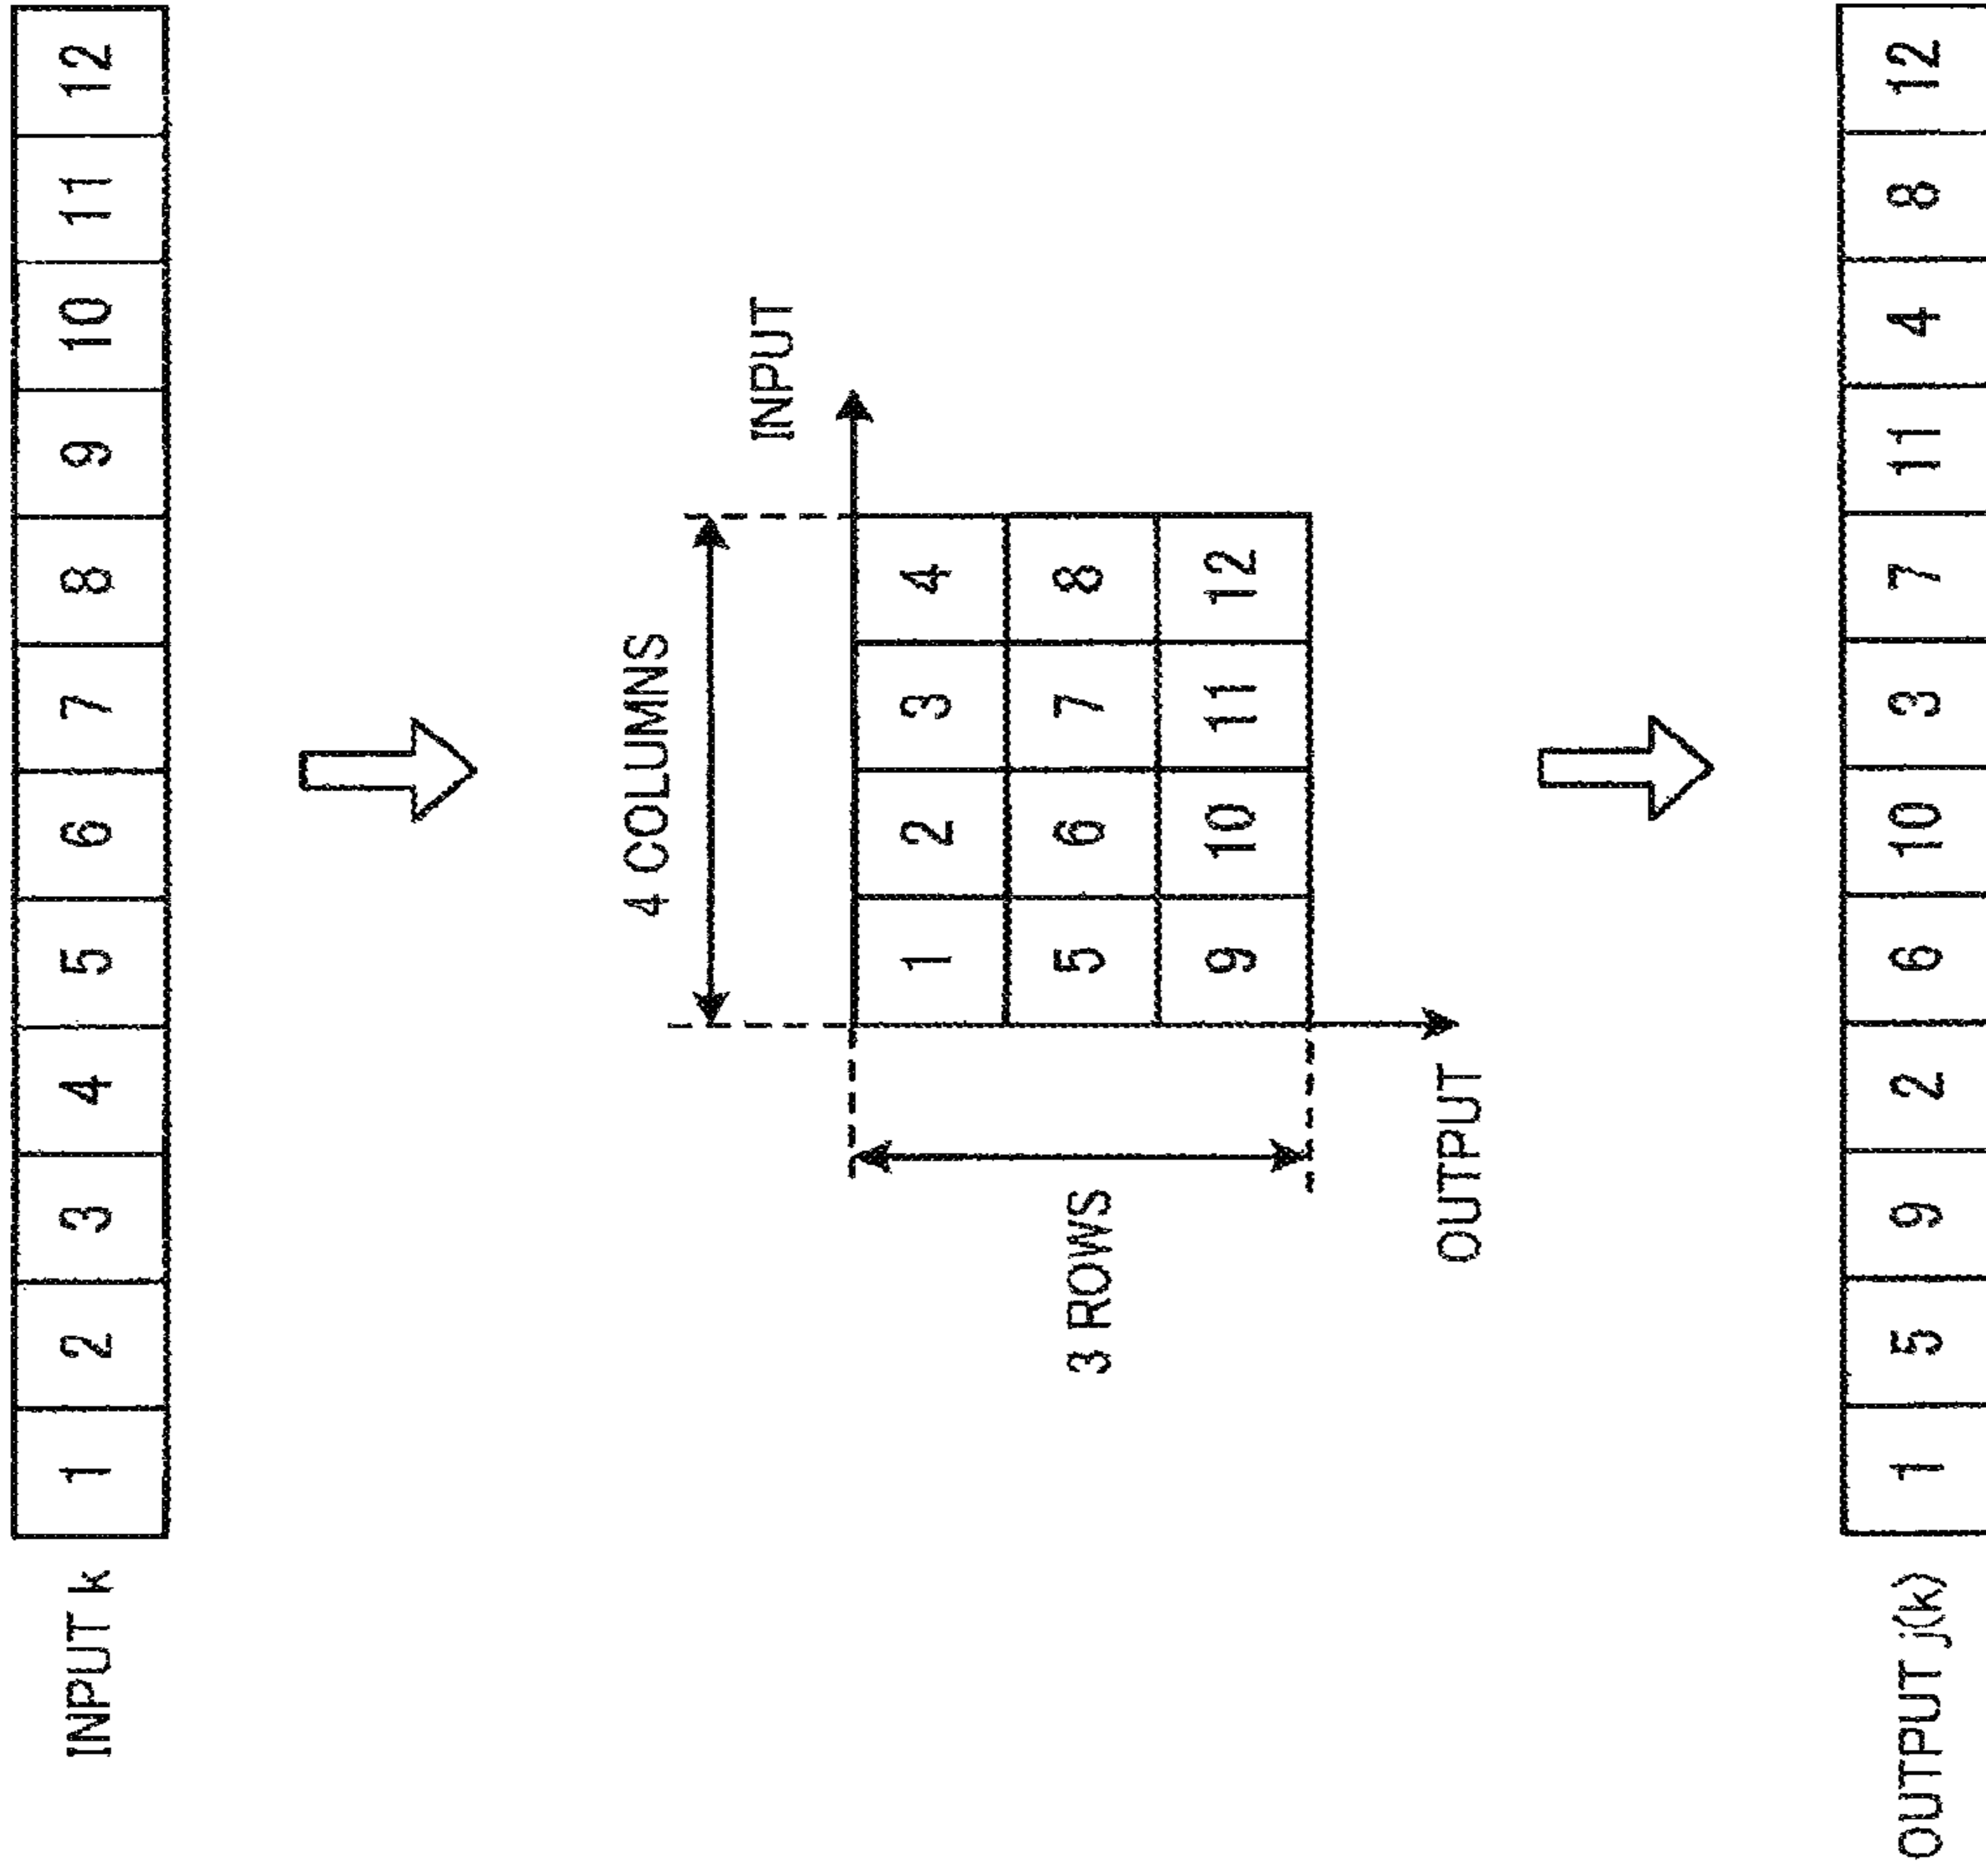 INPUT k 1 2 3 4 5 6 7 8 9 10 11 12
4 COLUMNS
INPUT
3 ROWS
1 2 3 4
5 6 7 8
9 10 11 12
OUTPUT
OUTPUT j(k) 1 5 9 2 6 10 3 7 11 4 8 12